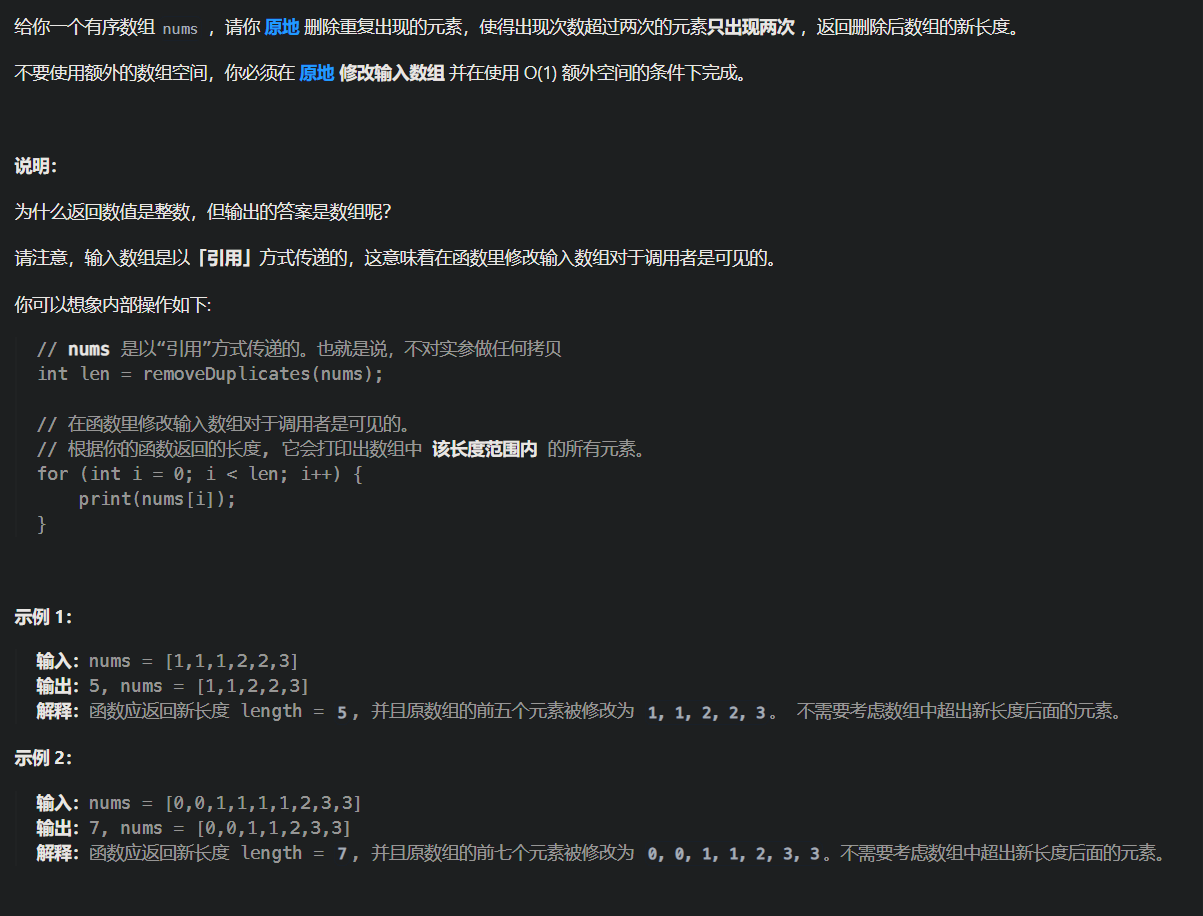 给你一个有序数组 nums ，请你 原地 删除重复出现的元素，使得出现次数超过两次的元素只出现两次 ，返回删除后数组的新长度。
不要使用额外的数组空间，你必须在 原地 修改输入数组 并在使用 O(1) 额外空间的条件下完成。
说明：
为什么返回数值是整数，但输出的答案是数组呢？
请注意，输入数组是以「引用」方式传递的，这意味着在函数里修改输入数组对于调用者是可见的。
你可以想象内部操作如下:
// nums 是以“引用”方式传递的。也就是说，不对实参做任何拷贝
int len = removeDuplicates(nums);
// 在函数里修改输入数组对于调用者是可见的。
// 根据你的函数返回的长度, 它会打印出数组中 该长度范围内 的所有元素。
for (int i = 0; i < len; i++) {
    print(nums[i]);
}
示例 1：
输入：nums = [1,1,1,2,2,3]
输出：5, nums = [1,1,2,2,3]
解释：函数应返回新长度 length = 5, 并且原数组的前五个元素被修改为 1, 1, 2, 2, 3。 不需要考虑数组中超出新长度后面的元素。
示例 2：
输入：nums = [0,0,1,1,1,1,2,3,3]
输出：7, nums = [0,0,1,1,2,3,3]
解释：函数应返回新长度 length = 7, 并且原数组的前七个元素被修改为 0, 0, 1, 1, 2, 3, 3。不需要考虑数组中超出新长度后面的元素。